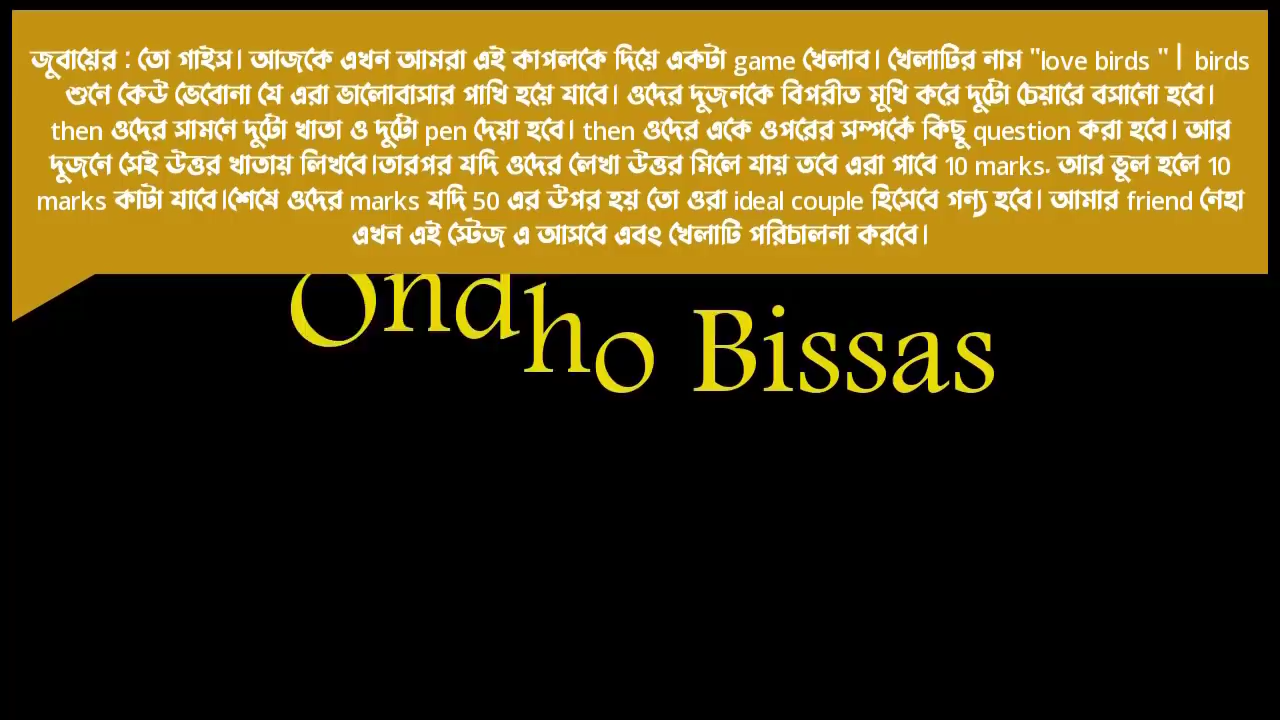 জুবায়ের : তো গাইস। আজকে এখন আমরা এই কাপলকে দিয়ে একটা game খেলাব। খেলাটির নাম "love birds "। birds
শুনে কেউ ভেবোনা যে এরা ভালোবাসার পাখি হয়ে যাবে। ওদের দুজনকে বিপরীত মুখি করে দুটো চেয়ারে বসানো হবে।
then ওদের সামনে দুটো খাতা ও দুটো pen দেয়া হবে। then ওদের একে ওপরের সম্পর্কে কিছু question করা হবে। আর
দুজনে সেই উত্তর খাতায় লিখবে।তারপর যদি ওদের লেখা উত্তর মিলে যায় তবে এরা পাবে 10 marks. আর ভুল হলে 10
marks কাটা যাবে।শেষে ওদের marks যদি 50 এর উপর হয় তো ওরা ideal couple হিসেবে গন্য হবে। আমার friend নেহা
এখন এই স্টেজ এ আসবে এবং খেলাটি পরিচালনা করবে।
Ondho Bissas